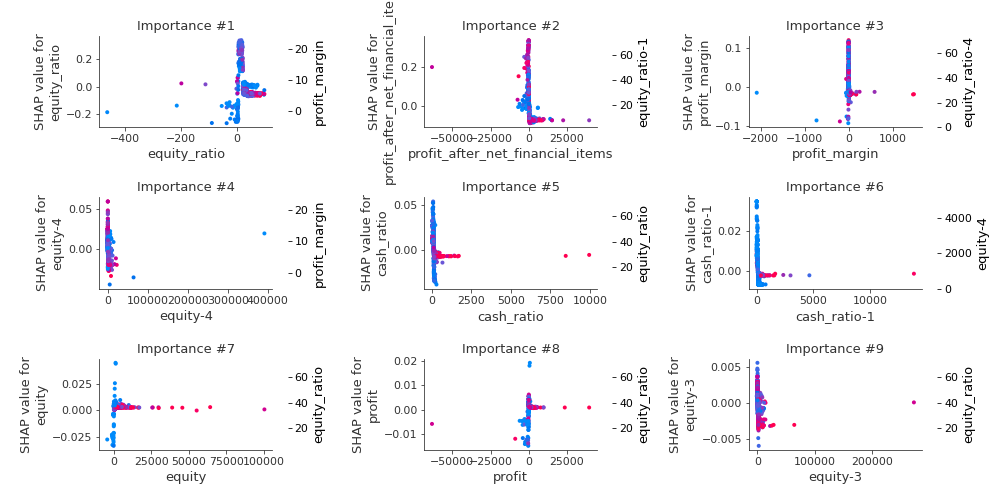 Importance #1
SHAP value for
equity_ratio
0.2
0.0
−0.2
−400
−200
0
equity_ratio
20
10
0
profit_margin
Importance #2
SHAP value for
profit_after_net_financial_ite
0.2
0.0
−50000
−25000
0
25000
profit_after_net_financial_items
60
40
20
equity_ratio-1
Importance #3
SHAP value for
profit_margin
0.1
0.0
−0.1
−2000
−1000
0
1000
profit_margin
60
40
20
0
equity_ratio-4
Importance #4
SHAP value for
equity-4
0.05
0.00
0
100000
200000
300000
400000
equity-4
20
10
0
profit_margin
Importance #5
SHAP value for
cash_ratio
0.05
0.00
0
2500
5000
7500
10000
cash_ratio
60
40
20
equity_ratio
Importance #6
SHAP value for
cash_ratio-1
0.02
0.00
0
5000
10000
cash_ratio-1
4000
2000
0
equity-4
Importance #7
SHAP value for
equity
0.025
0.000
−0.025
0
25000
50000
75000
100000
equity
60
40
20
equity_ratio
Importance #8
SHAP value for
profit
0.02
0.01
0.00
−0.01
−50000
−25000
0
25000
profit
60
40
20
equity_ratio
Importance #9
SHAP value for
equity-3
0.005
0.000
−0.005
0
100000
200000
equity-3
60
40
20
equity_ratio